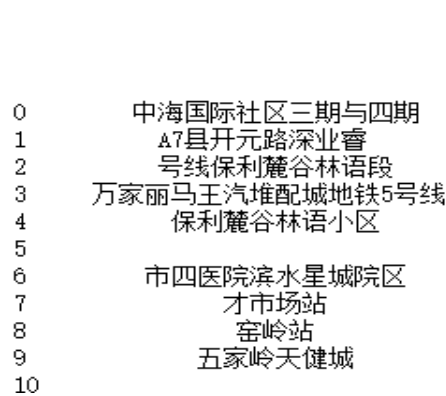 0 中海国际社区三期与四期
1 A7县开元路深业睿
2 号线保利麓谷林语段
3 万家丽马王汽堆配城地铁5号线
4 保利麓谷林语小区
5
6 市四医院滨水星城院区
7 才市场站
8 窑岭站
9 五家岭天健城
10